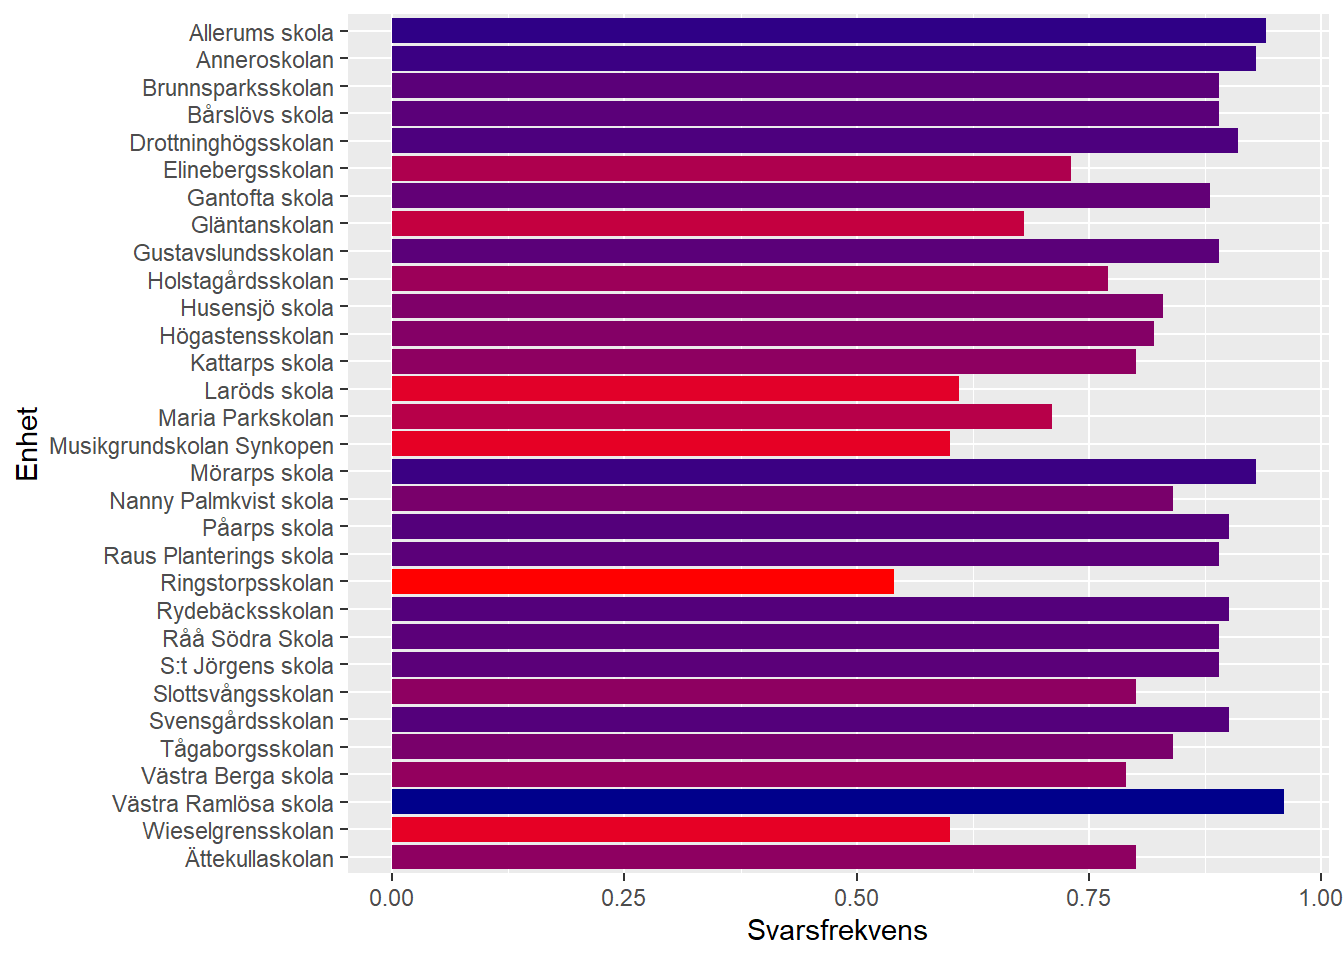 Allerums skola
Anneroskolan
Brunnsparksskolan
Bårslövs skola
Drottninghögsskolan
Elinebergsskolan
Gantofta skola
Gläntanskolan
Gustavslundsskolan
Holstagårdsskolan
Husensjö skola
Högastensskolan
Kattarps skola
Laröds skola
Maria Parkskolan
Musikgrundskolan Synkopen
Mörarps skola
Nanny Palmkvist skola
Påarps skola
Raus Planterings skola
Ringstorpsskolan
Rydebäcksskolan
Råå Södra Skola
S:t Jörgens skola
Slottsvångsskolan
Svensgårdsskolan
Tågaborgsskolan
Västra Berga skola
Västra Ramlösa skola
Wieselgrensskolan
Ättekullaskolan
Enhet
0.00 0.25 0.50 0.75 1.00
Svarsfrekvens